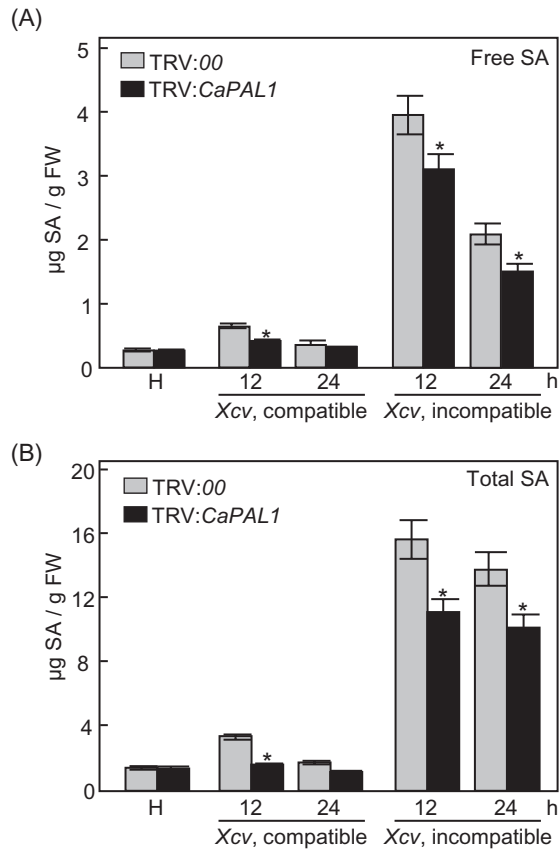 (A)
5
4
3
2
1
0
µg SA / g FW
TRV:00
TRV:CaPAL1
Free SA
*
*
*
H
12
24
12
24
h
Xcv, compatible
Xcv, incompatible
(B)
20
16
12
8
4
0
µg SA / g FW
TRV:00
TRV:CaPAL1
Total SA
*
*
*
H
12
24
12
24
h
Xcv, compatible
Xcv, incompatible